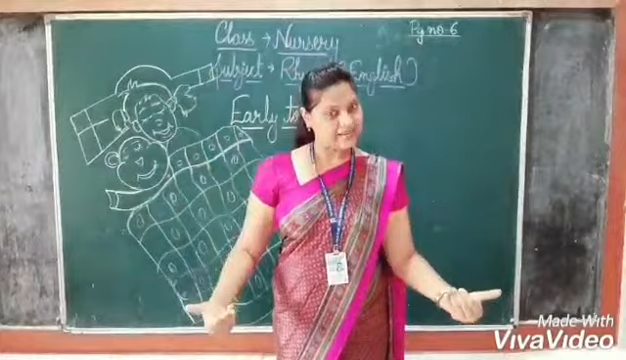 Pg no. 6
Class → Nursery
Subject → English)
Early to
Made With
VivaVideo